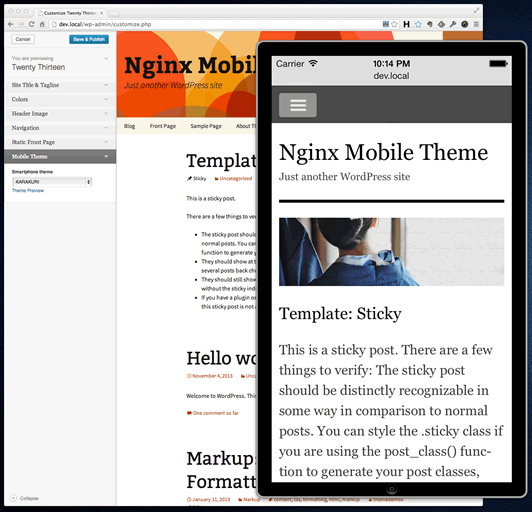 Customize Twenty Thirte
dev.local/wp-admin/customize.php
Cancel
Save & Publish
You are previewing:
Twenty Thirteen
Site Title & Tagline
Colors
Header Image
Navigation
Static Front Page
Mobile Theme
Smartphone theme
KARAKURI
Theme Preview
Collapse
Nginx Mobile
Just another WordPress site
Blog
Front Page
Sample Page
About T
Templat
Sticky
Uncategorized
This is a sticky post.
There are a few things to ve
The sticky post shoul
normal posts. You can
function to generate y
They should show at t
several posts back ch
They should still show
without the sticky indi
If you have a plugin or
this sticky post is not
Hello wo
November 4, 2013
Unc
Welcome to WordPress. Thi
One comment so far
Markup:
Formatt
January 11, 2013
Markup
content, css, formatting, html, markup
themedemos
Carrier
10:14 PM
dev.local
Nginx Mobile Theme
Just another WordPress site
Template: Sticky
This is a sticky post. There are a few
things to verify: The sticky post
should be distinctly recognizable in
some way in comparison to normal
posts. You can style the .sticky class if
you are using the post_class() func-
tion to generate your post classes,